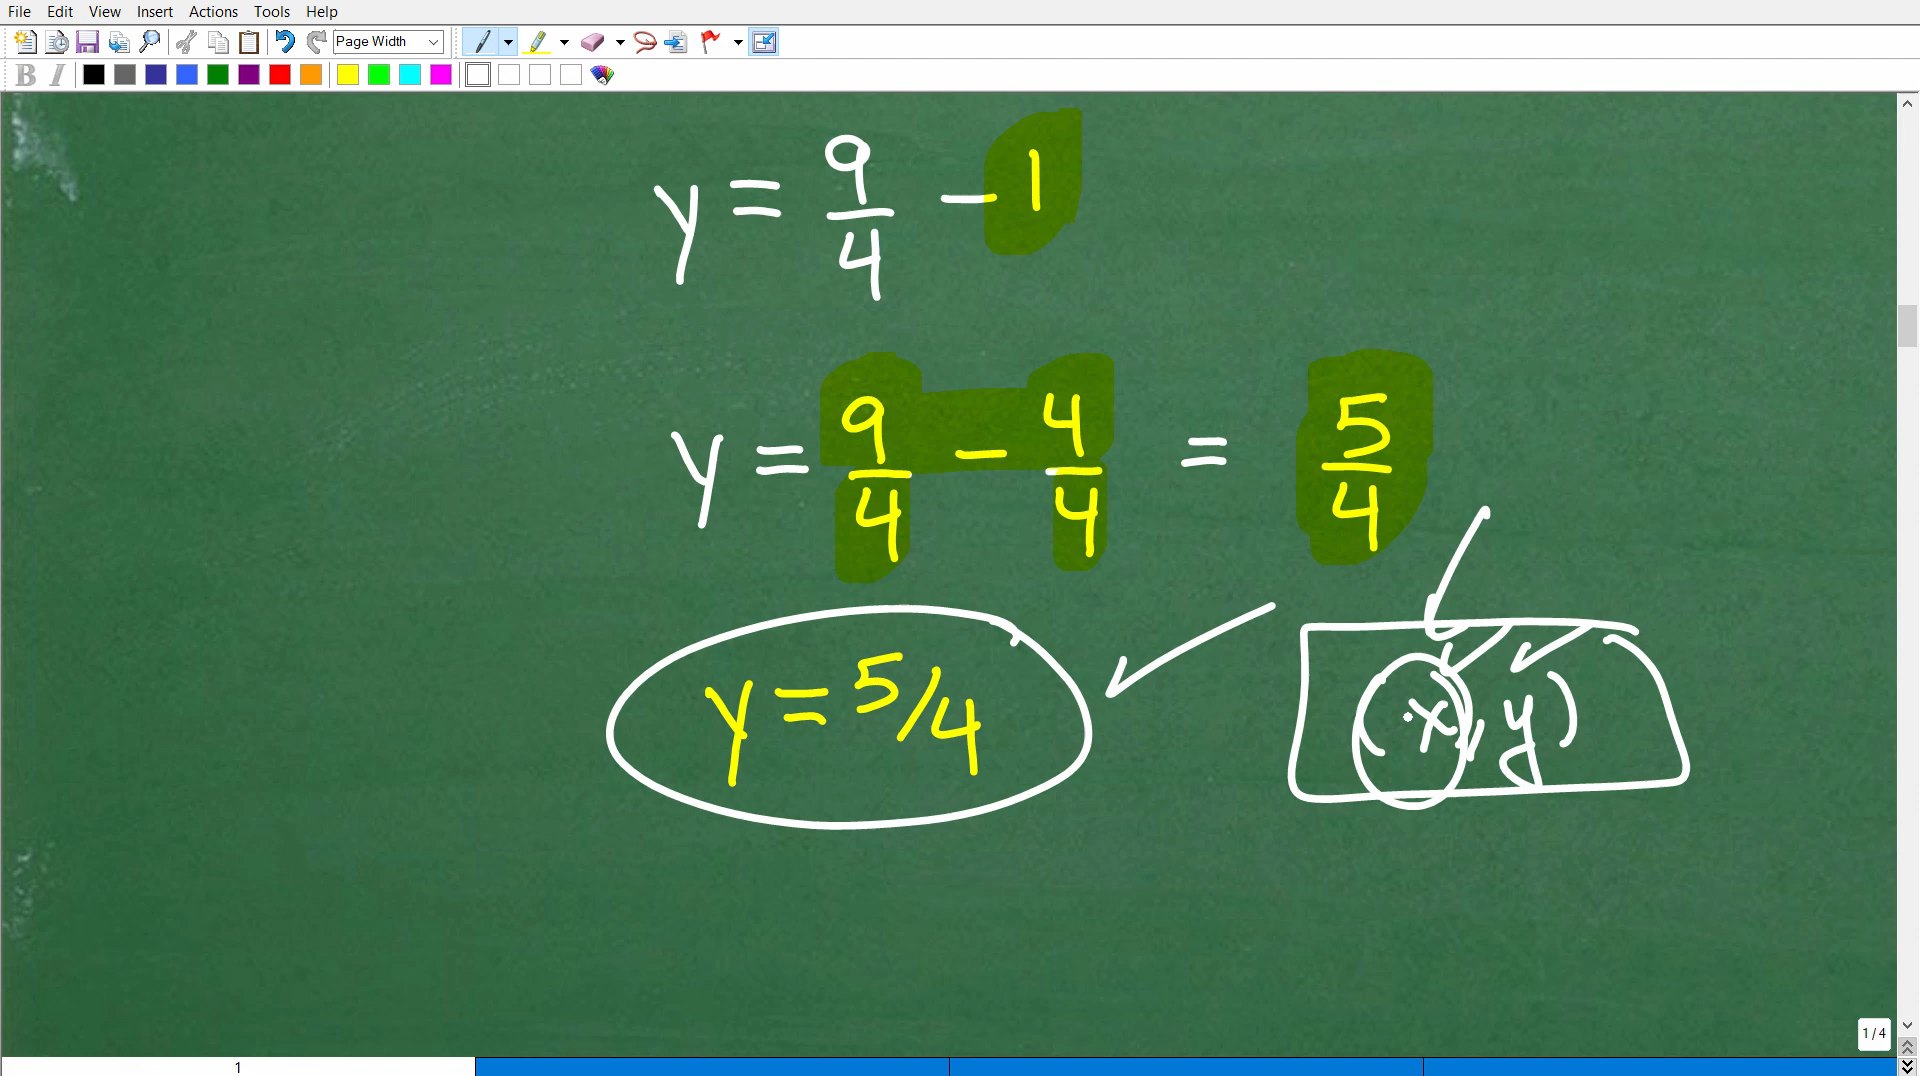 File Edit View Insert Actions Tools Help
Page Width
B I
y = 9/4 - 1
y = 9/4 - 4/4 = 5/4
y = 5/4
(x, y)
1 / 4
1